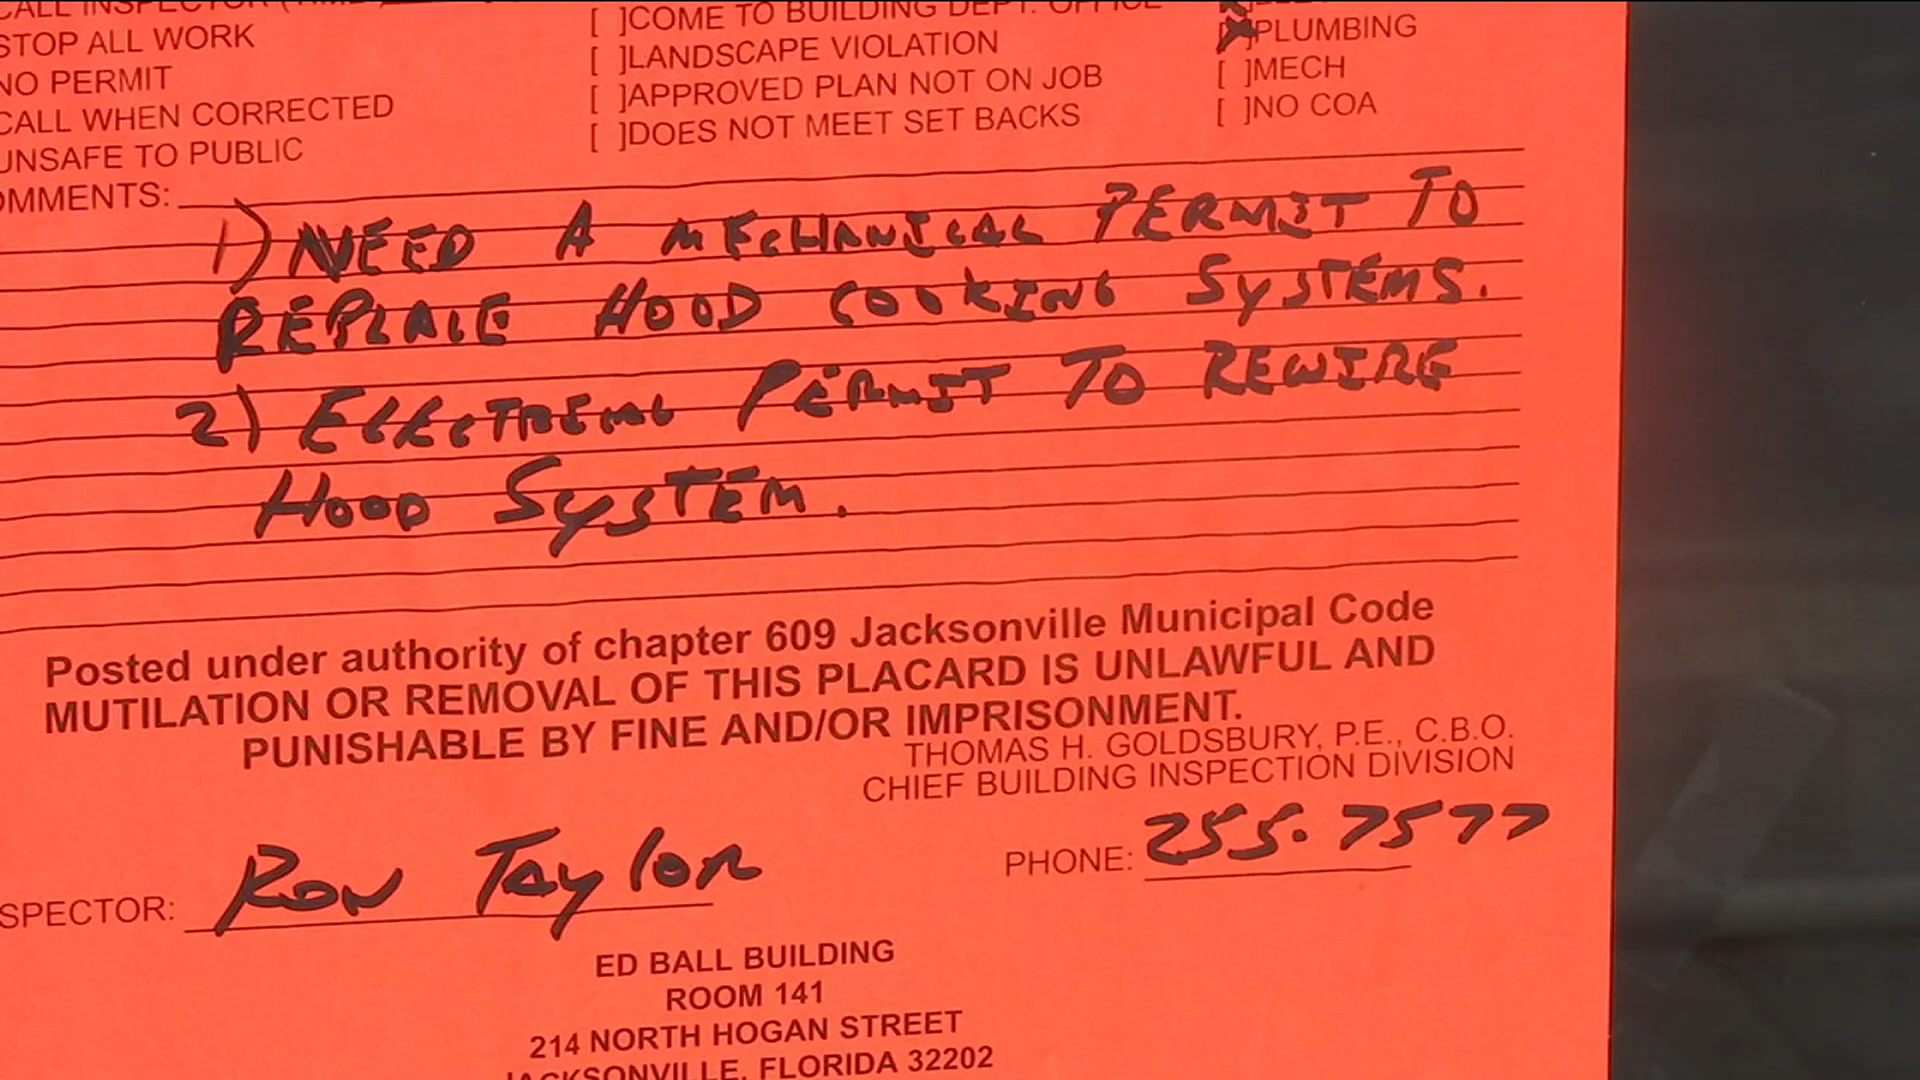 STOP ALL WORK
NO PERMIT
CALL WHEN CORRECTED
UNSAFE TO PUBLIC
[ ]COME TO BUILDING DEPT. OFFICE
[ ]LANDSCAPE VIOLATION
[ ]APPROVED PLAN NOT ON JOB
[ ]DOES NOT MEET SET BACKS
[X]PLUMBING
[ ]MECH
[ ]NO COA
OMMENTS:
1) NEED A MECHANICAL PERMIT TO
REPLACE HOOD COOKING SYSTEMS.
2) ELECTRICAL PERMIT TO REWIRE
HOOD SYSTEM.
Posted under authority of chapter 609 Jacksonville Municipal Code
MUTILATION OR REMOVAL OF THIS PLACARD IS UNLAWFUL AND
PUNISHABLE BY FINE AND/OR IMPRISONMENT.
THOMAS H. GOLDSBURY, P.E., C.B.O.
CHIEF BUILDING INSPECTION DIVISION
SPECTOR: Ron Taylor
PHONE: 255-7577
ED BALL BUILDING
ROOM 141
214 NORTH HOGAN STREET
JACKSONVILLE, FLORIDA 32202